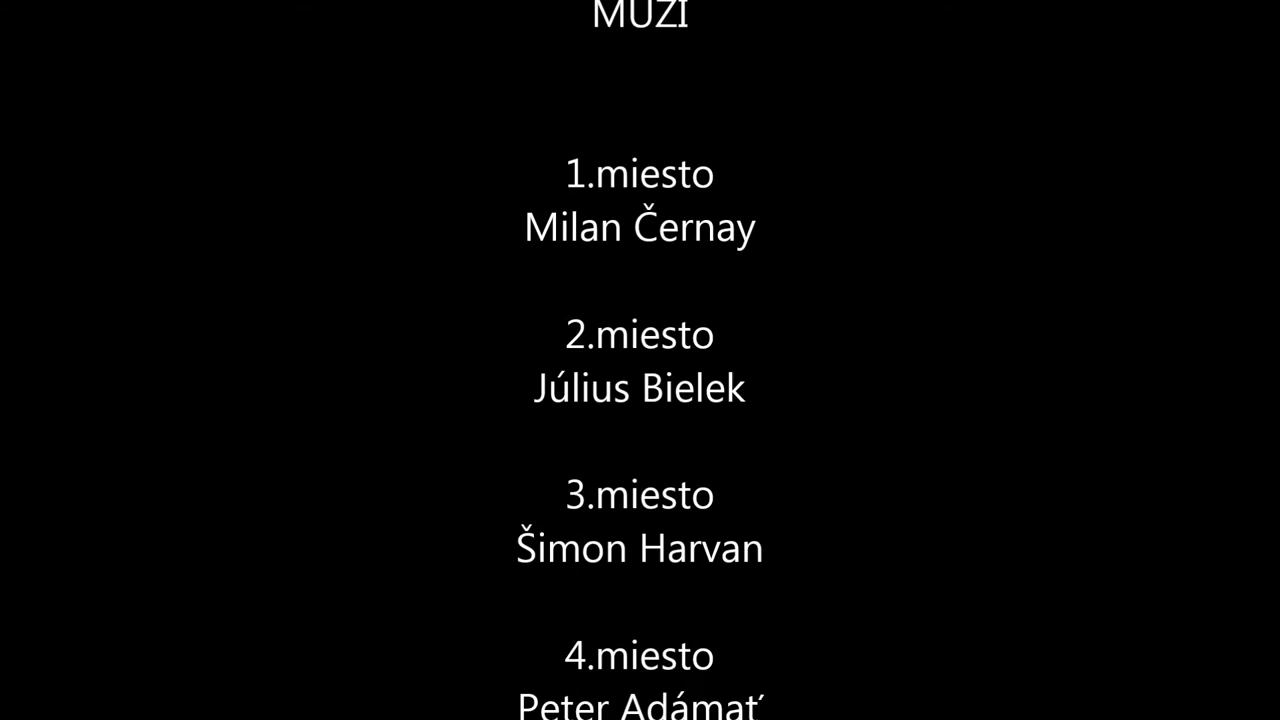 MUŽI
1.miesto
Milan Černay
2.miesto
Július Bielek
3.miesto
Šimon Harvan
4.miesto
Peter Adámať